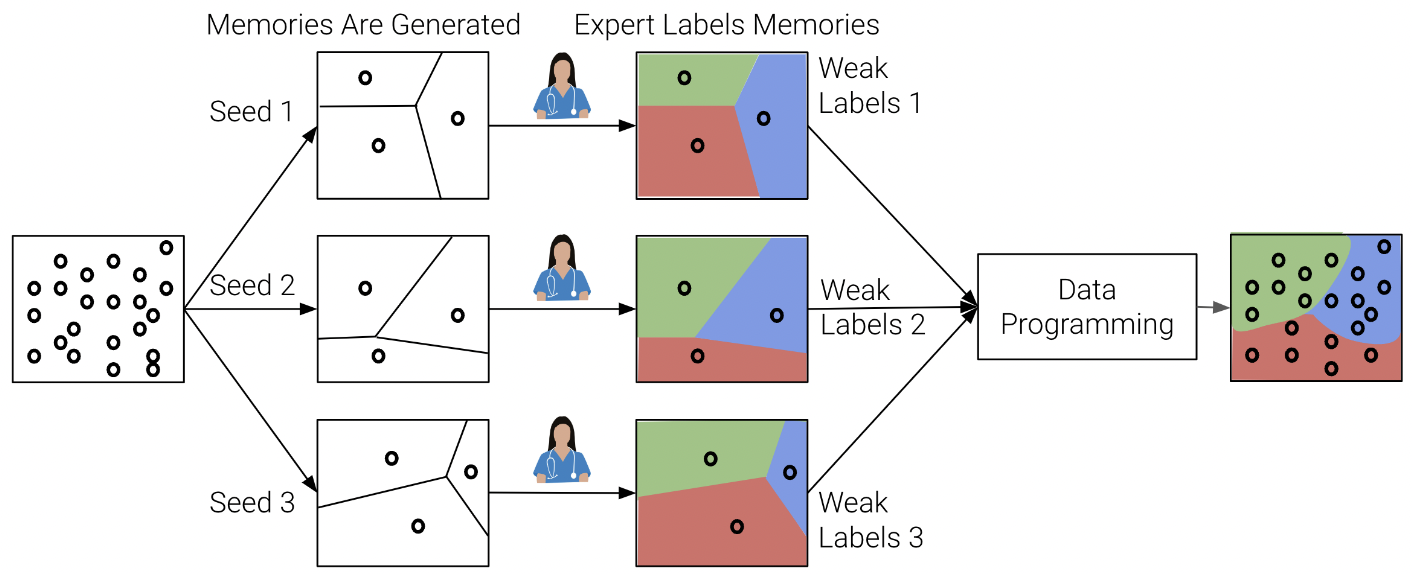 Memories Are Generated
Expert Labels Memories
Seed 1
Weak
Labels 1
Seed 2
Weak
Labels 2
Data
Programming
Seed 3
Weak
Labels 3